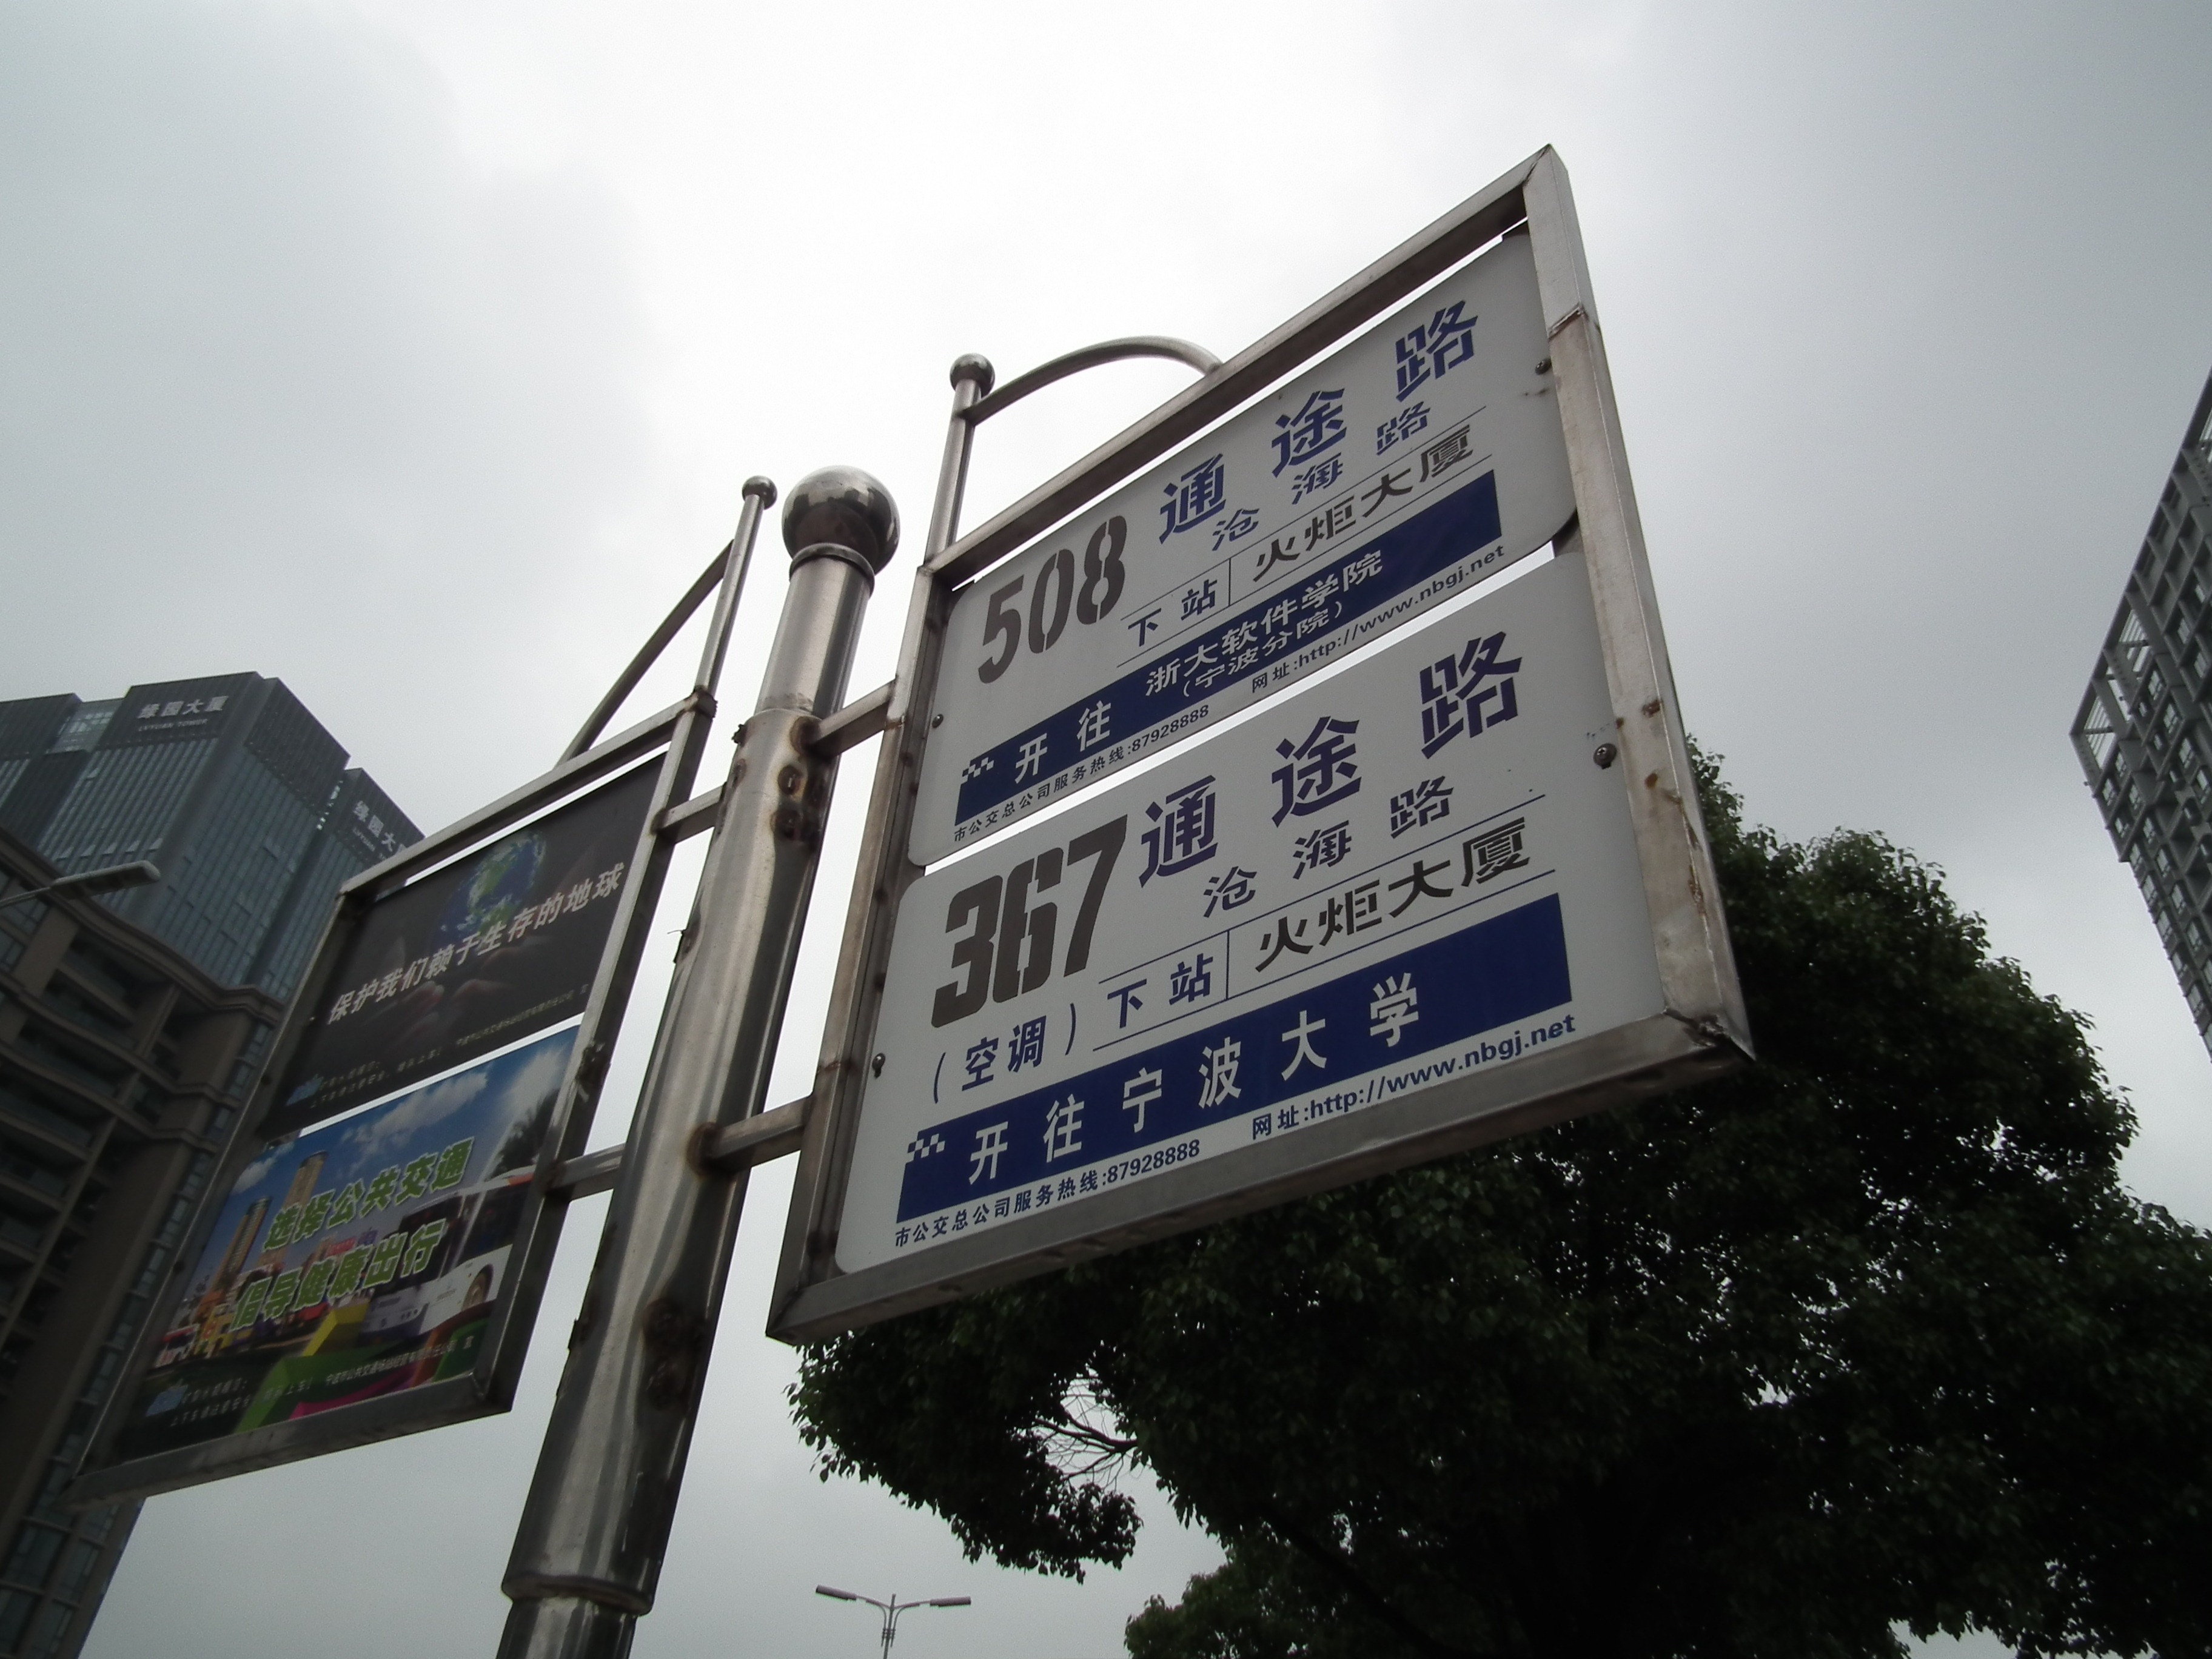 508
通途路
沧海路
下站 火炬大厦
开往 浙大软件学院
(宁波分院)
市公交总公司服务热线:87928888 网址:http://www.nbgj.net
367
(空调)
通途路
沧海路
下站 火炬大厦
开往宁波大学
市公交总公司服务热线:87928888 网址:http://www.nbgj.net
保护我们赖于生存的地球
选择公共交通
倡导健康出行
绿园大厦
LVYUAN TOWER
绿园大